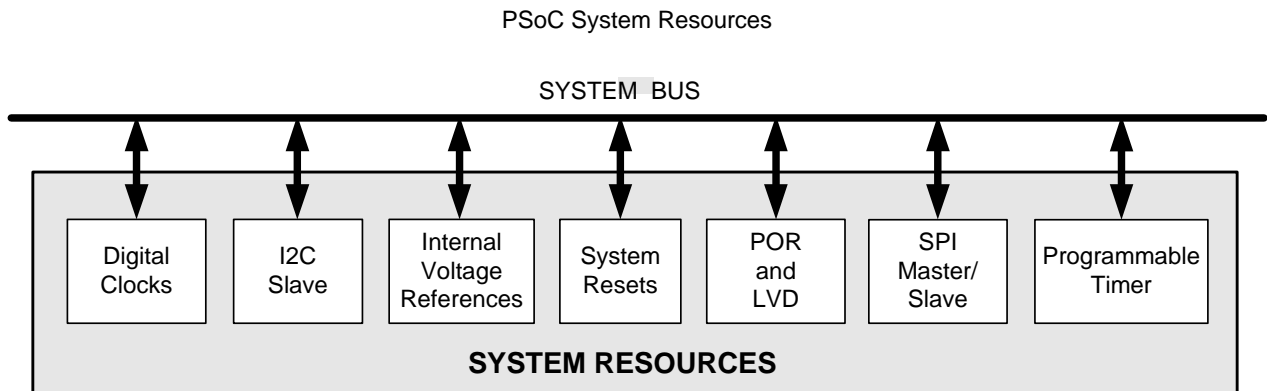 PSoC System Resources
SYSTEM BUS
Digital
Clocks
I2C
Slave
Internal
Voltage
References
System
Resets
POR
and
LVD
SPI
Master/
Slave
Programmable
Timer
SYSTEM RESOURCES